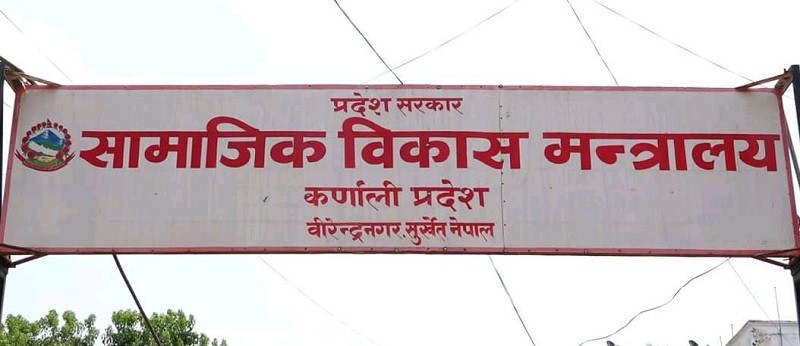 प्रदेश सरकार
सामाजिक विकास मन्त्रालय
कर्णाली प्रदेश
वीरेन्द्रनगर, सुर्खेत नेपाल